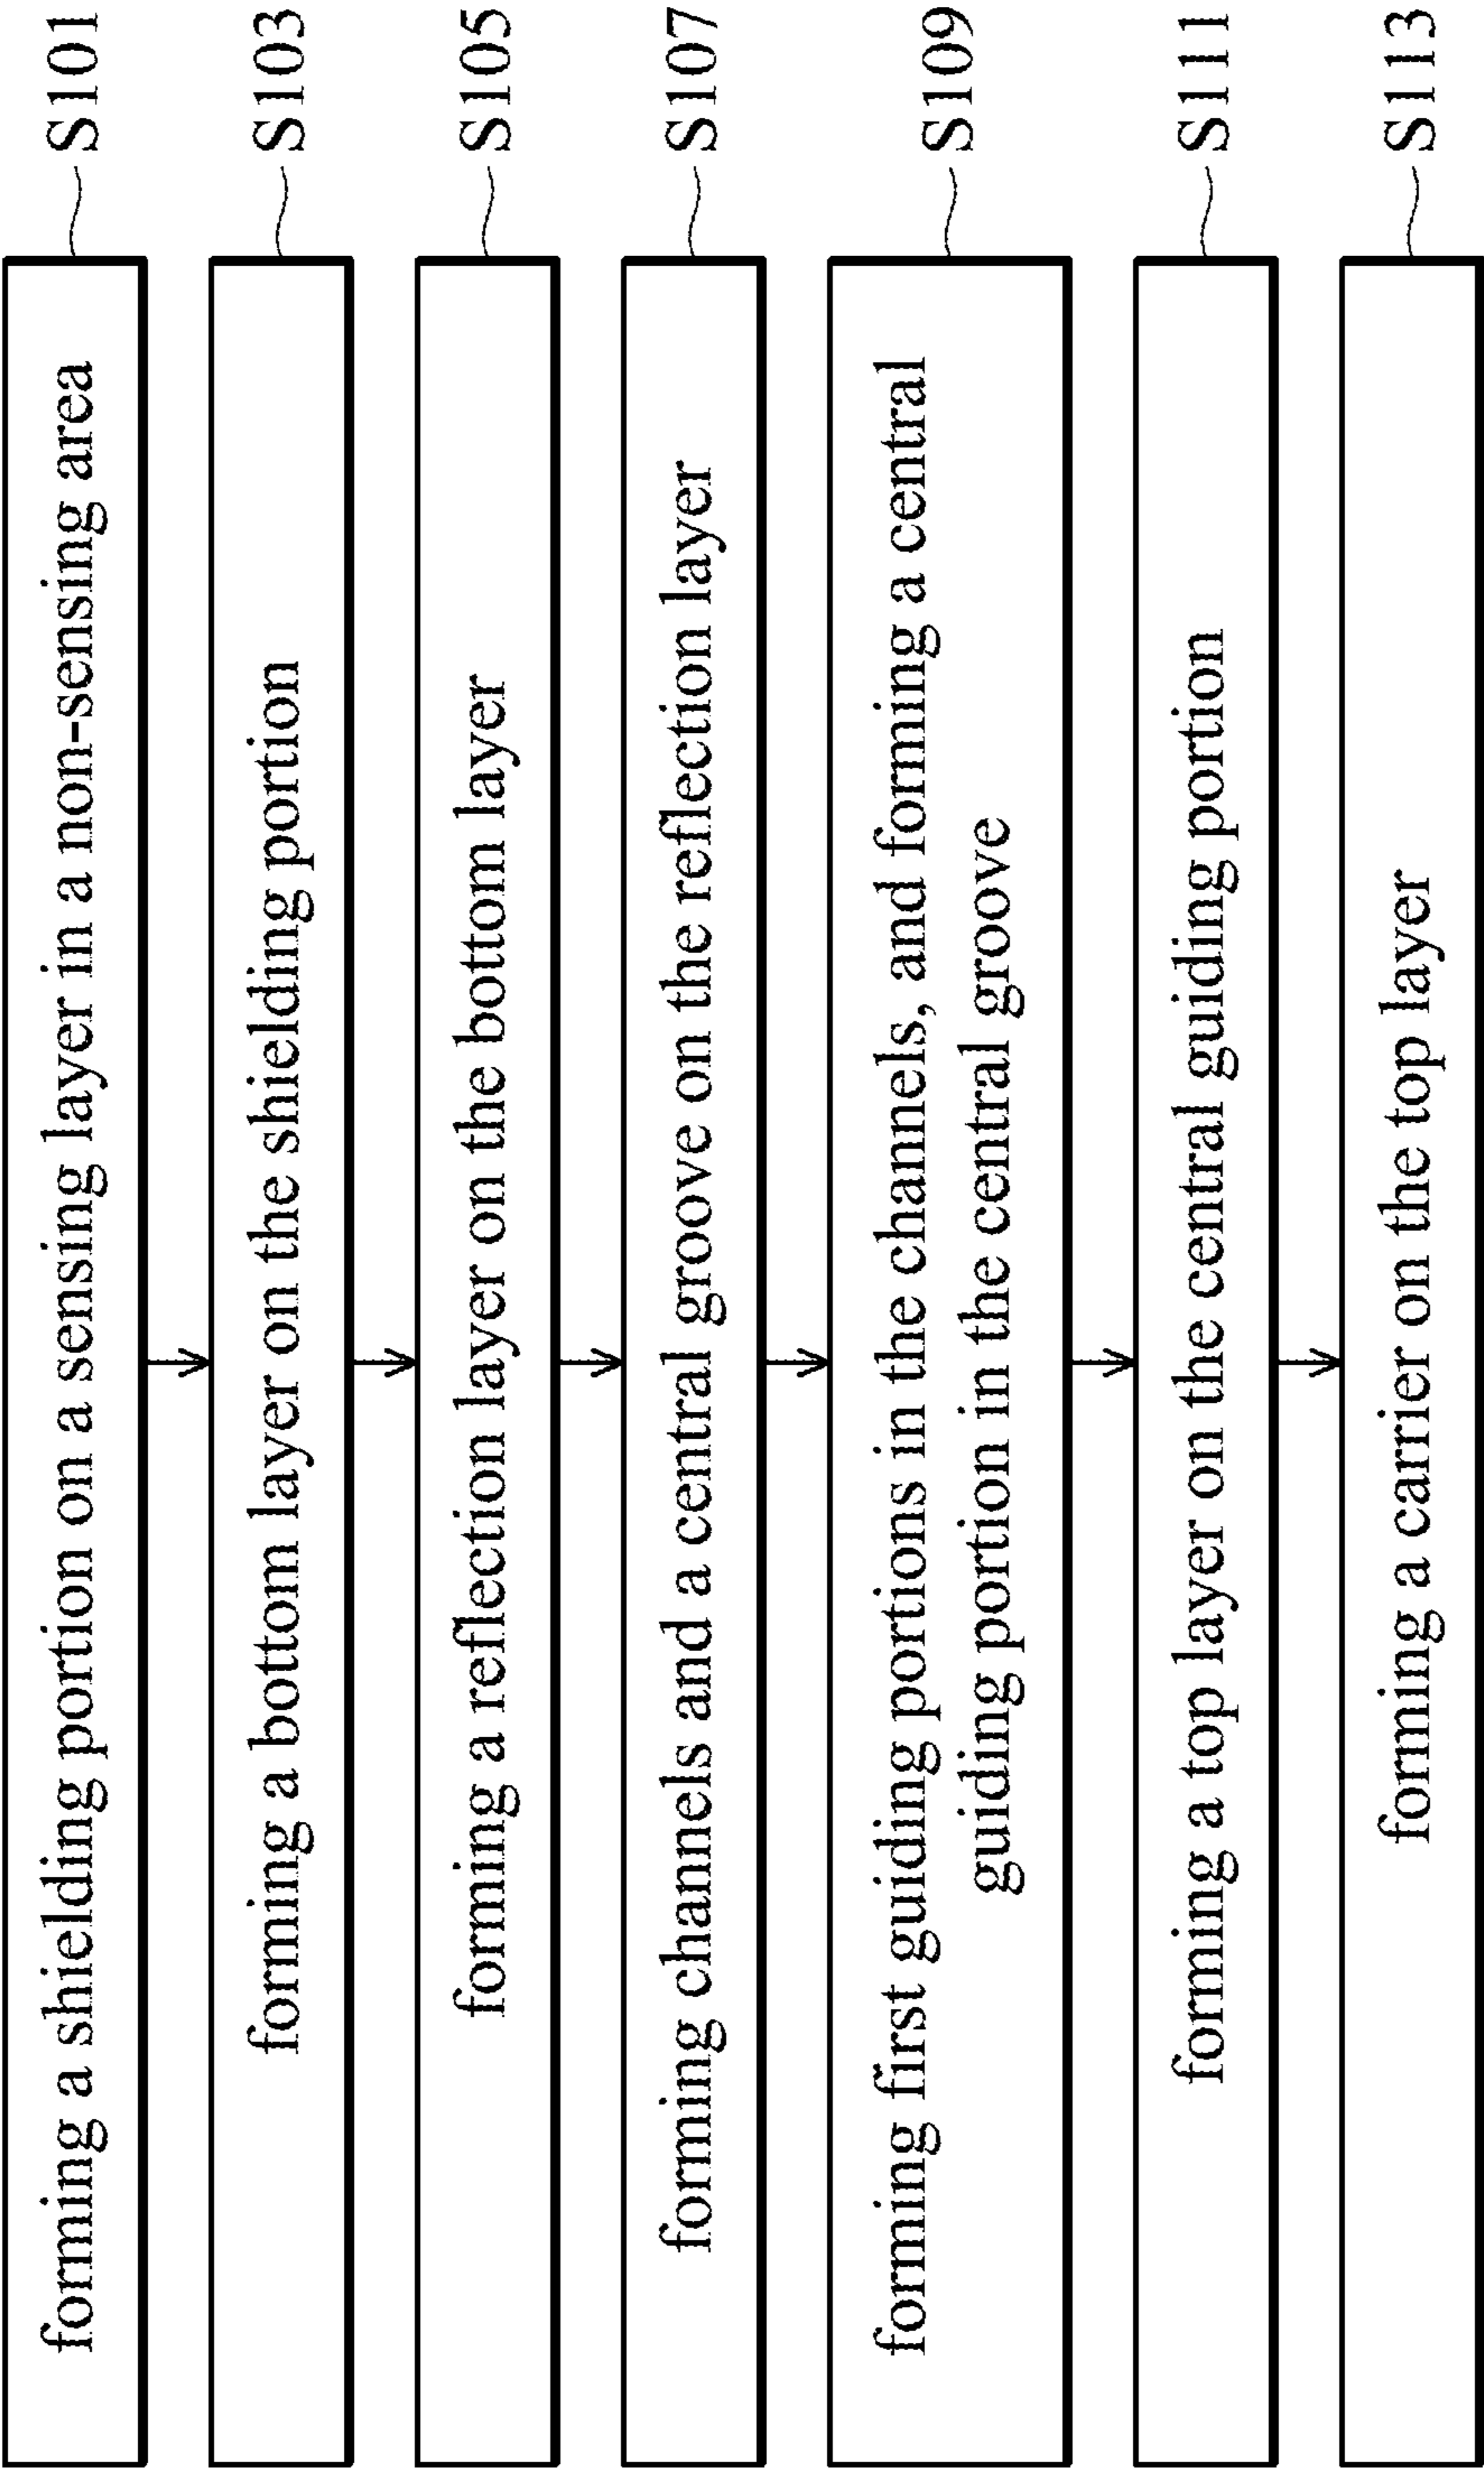 forming a shielding portion on a sensing layer in a non-sensing area
S101
forming a bottom layer on the shielding portion
S103
forming a reflection layer on the bottom layer
S105
forming channels and a central groove on the reflection layer
S107
forming first guiding portions in the channels, and forming a central
guiding portion in the central groove
S109
forming a top layer on the central guiding portion
S111
forming a carrier on the top layer
S113